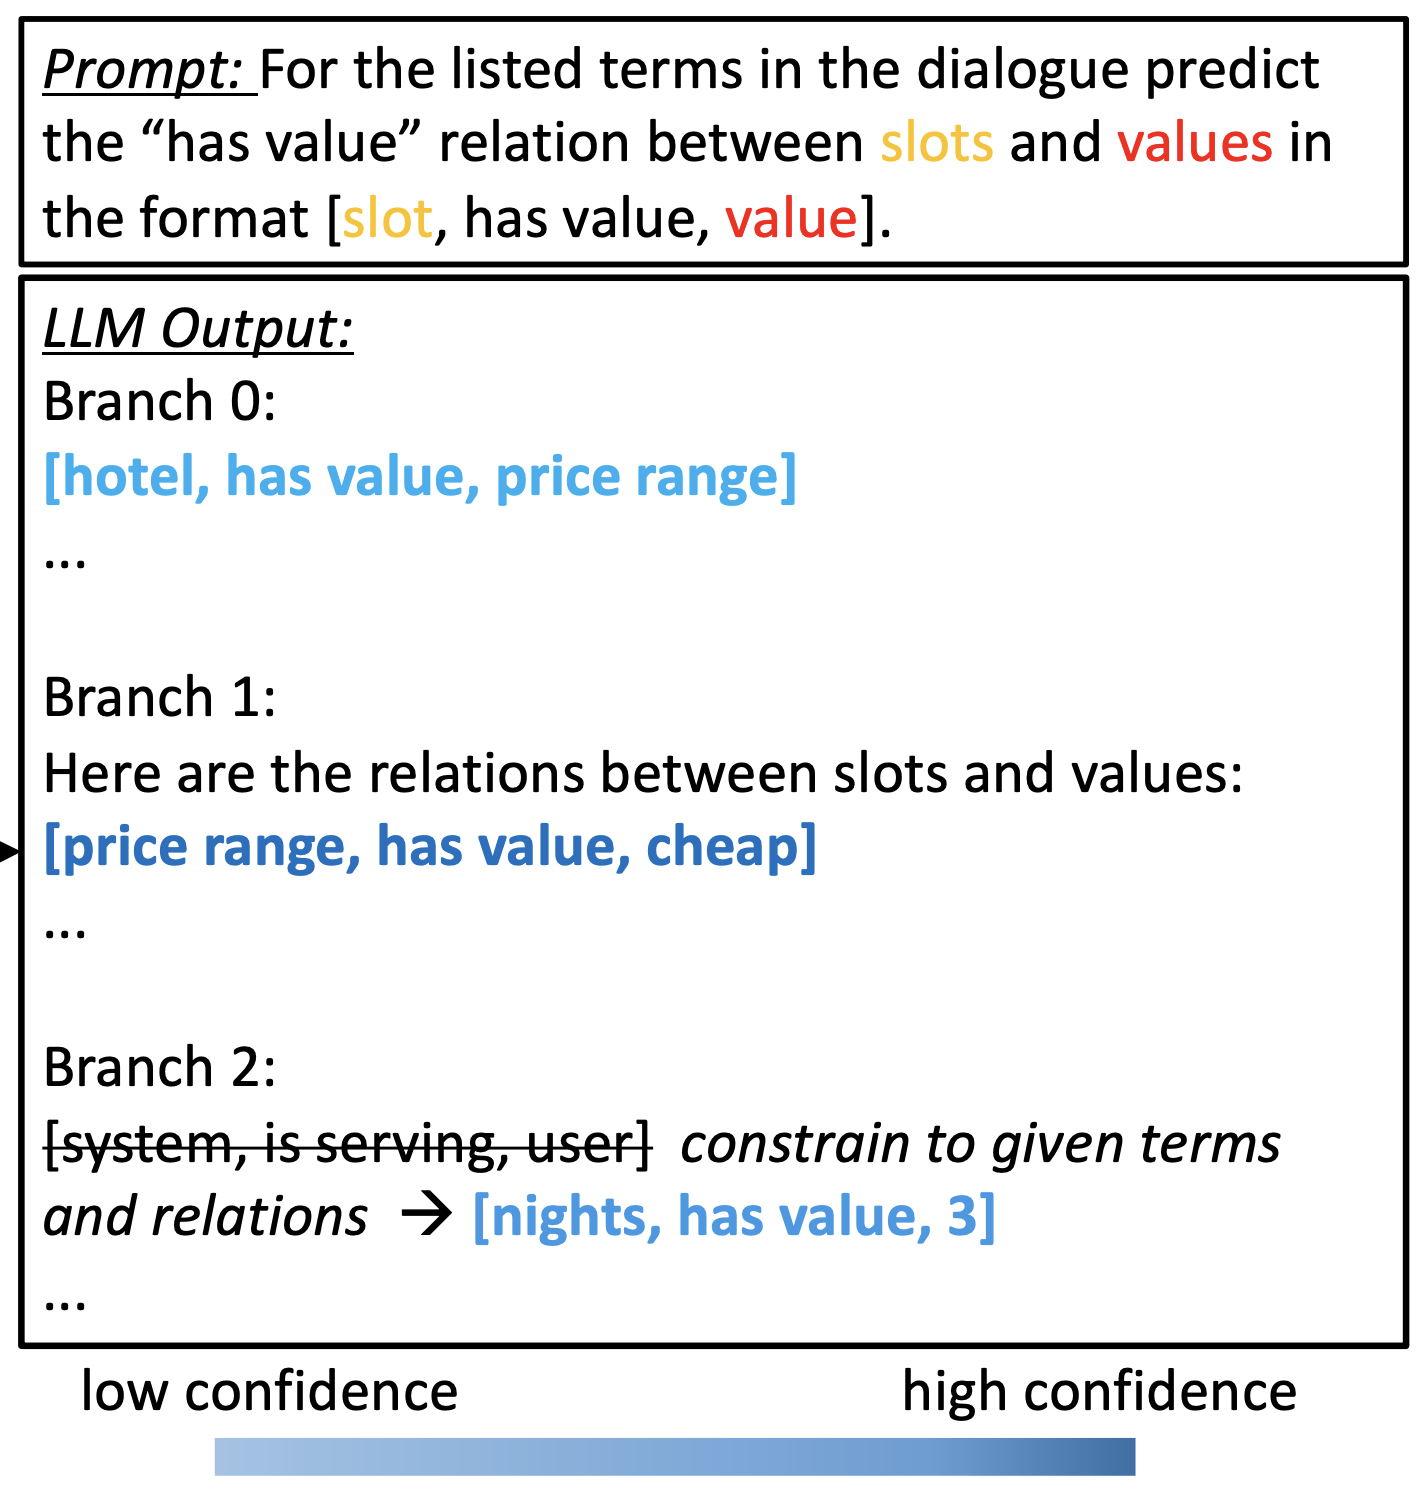 Prompt: For the listed terms in the dialogue predict
the “has value” relation between slots and values in
the format [slot, has value, value].
LLM Output:
Branch 0:
[hotel, has value, price range]
...
Branch 1:
Here are the relations between slots and values:
[price range, has value, cheap]
...
Branch 2:
[system, is serving, user] constrain to given terms
and relations → [nights, has value, 3]
...
low confidence high confidence